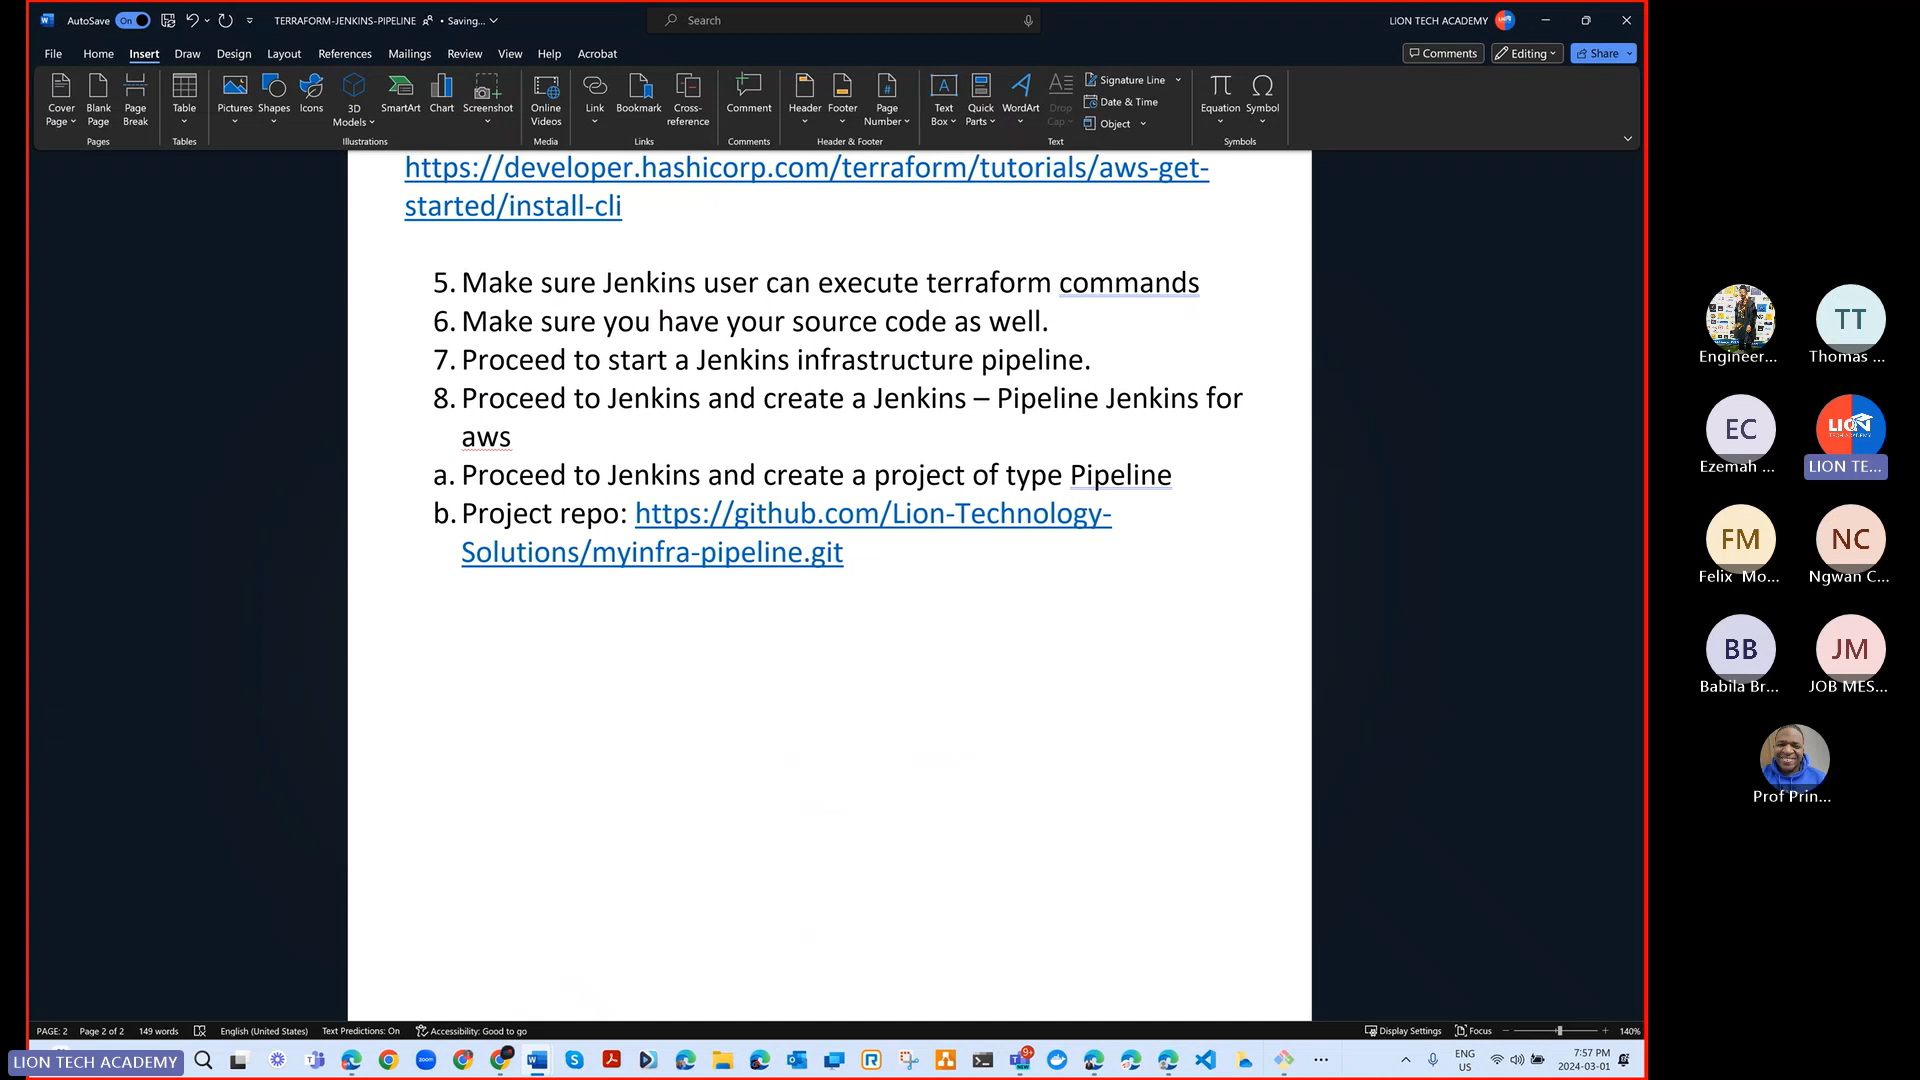 AutoSave On TERRAFORM-JENKINS-PIPELINE • Saving... Search LION TECH ACADEMY
File Home Insert Draw Design Layout References Mailings Review View Help Acrobat Comments Editing Share
Cover Page Blank Page Page Break Table Pictures Shapes Icons 3D Models SmartArt Chart Screenshot Online Videos Link Bookmark Cross-reference Comment Header Footer Page Number Text Box Quick Parts WordArt Drop Cap Signature Line Date & Time Object Equation Symbol
Pages Tables Illustrations Media Links Comments Header & Footer Text Symbols
https://developer.hashicorp.com/terraform/tutorials/aws-get-
started/install-cli
5. Make sure Jenkins user can execute terraform commands
6. Make sure you have your source code as well.
7. Proceed to start a Jenkins infrastructure pipeline.
8. Proceed to Jenkins and create a Jenkins – Pipeline Jenkins for
aws
a. Proceed to Jenkins and create a project of type Pipeline
b. Project repo: https://github.com/Lion-Technology-
Solutions/myinfra-pipeline.git
TT
Engineer... Thomas ...
EC LION TECH ACADEMY
Ezemah ... LION TE...
FM NC
Felix Mo... Ngwan C...
BB JM
Babila Br... JOB MES...
Prof Prin...
PAGE: 2 Page 2 of 2 149 words English (United States) Text Predictions: On Accessibility: Good to go Display Settings Focus 140%
LION TECH ACADEMY ENG US 7:57 PM 2024-03-01